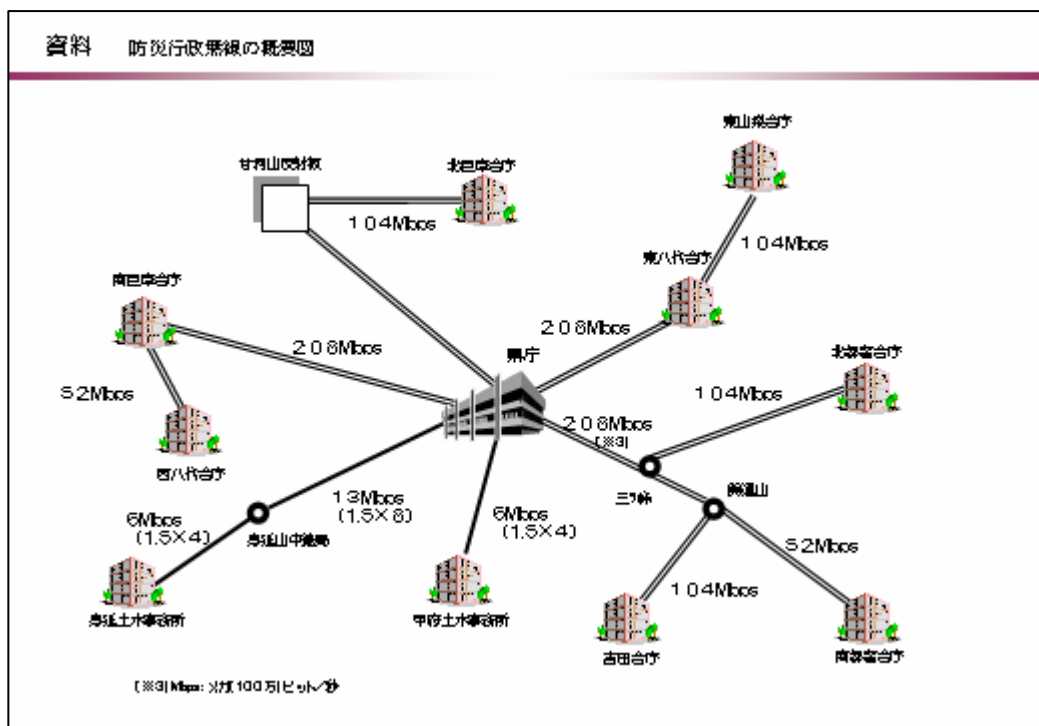 資料 防災行政無線の概要図
東山梨合庁
甘利山反射板
北巨摩合庁
104Mbps
104Mbps
東八代合庁
南巨摩合庁
208Mbps
208Mbps
県庁
北都留合庁
52Mbps
104Mbps
208Mbps
[※3]
西八代合庁
三ツ峠
6Mbps
(1.5×4)
13Mbps
(1.5×8)
身延山中継局
6Mbps
(1.5×4)
52Mbps
104Mbps
身延土木事務所
甲府土木事務所
吉田合庁
南都留合庁
[※3] Mbps: メガ(100万)ビット/秒